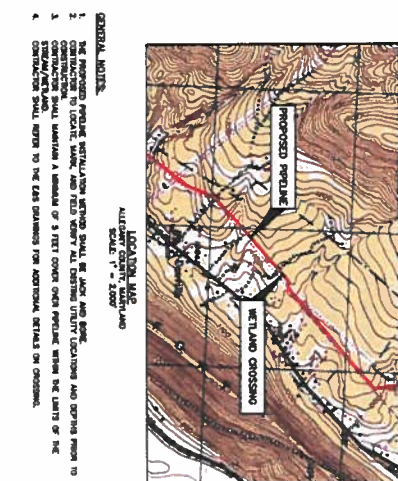 PROPOSED PIPELINE
WETLAND CROSSING
LOCATION MAP
ALLEGANY COUNTY, MARYLAND
SCALE: 1" = 2,000'
GENERAL NOTES:
1. THE PROPOSED PIPELINE INSTALLATION METHOD SHALL BE JACK AND BORE.
2. CONTRACTOR TO LOCATE, MARK, AND FIELD VERIFY ALL EXISTING UTILITY LOCATIONS AND DEPTHS PRIOR TO
CONSTRUCTION.
3. CONTRACTOR SHALL MAINTAIN A MINIMUM OF 5 FEET COVER OVER PIPELINE WITHIN THE LIMITS OF THE
STREAM/WETLAND.
4. CONTRACTOR SHALL REFER TO THE E&S DRAWINGS FOR ADDITIONAL DETAILS ON CROSSING.